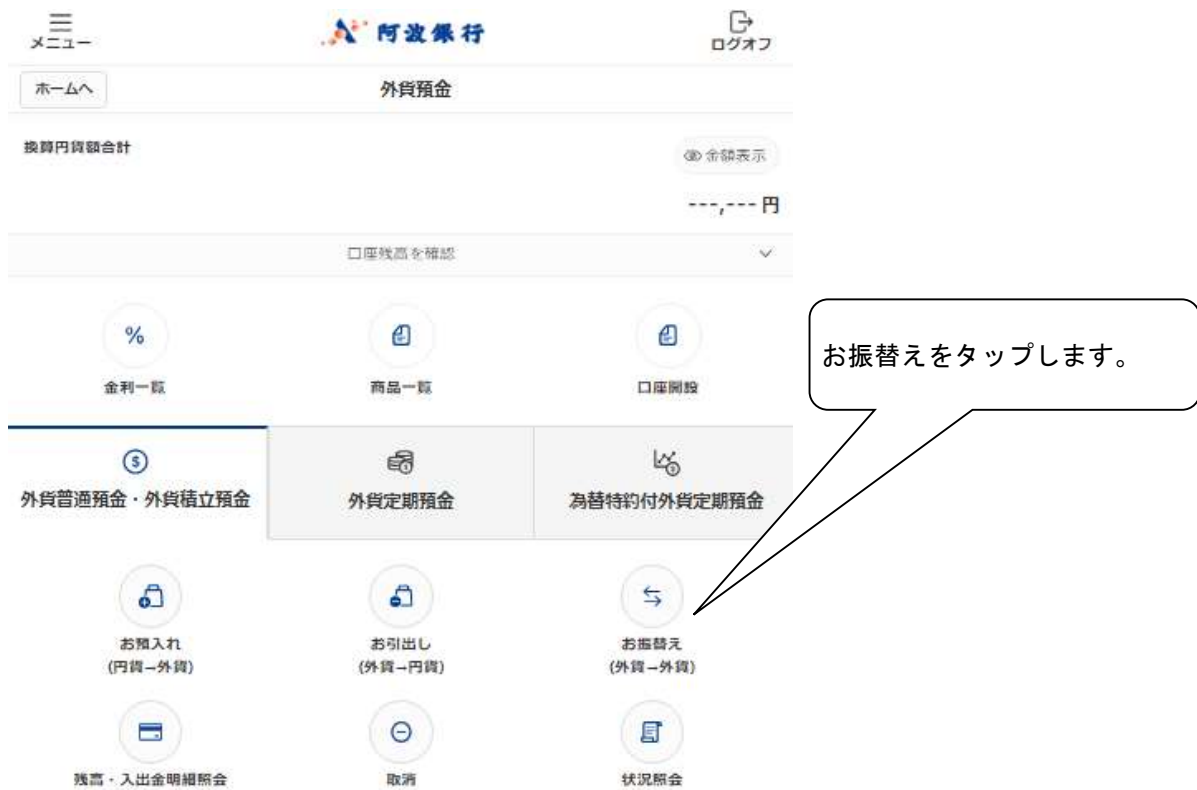 メニュー
阿波銀行
ログオフ
ホームへ
外貨預金
換算円貨額合計
金額表示
---,--- 円
口座残高を確認
%
金利一覧
商品一覧
口座開設
お振替えをタップします。
外貨普通預金・外貨積立預金
外貨定期預金
為替特約付外貨定期預金
お預入れ
(円貨→外貨)
お引出し
(外貨→円貨)
お振替え
(外貨→外貨)
残高・入出金明細照会
取消
状況照会